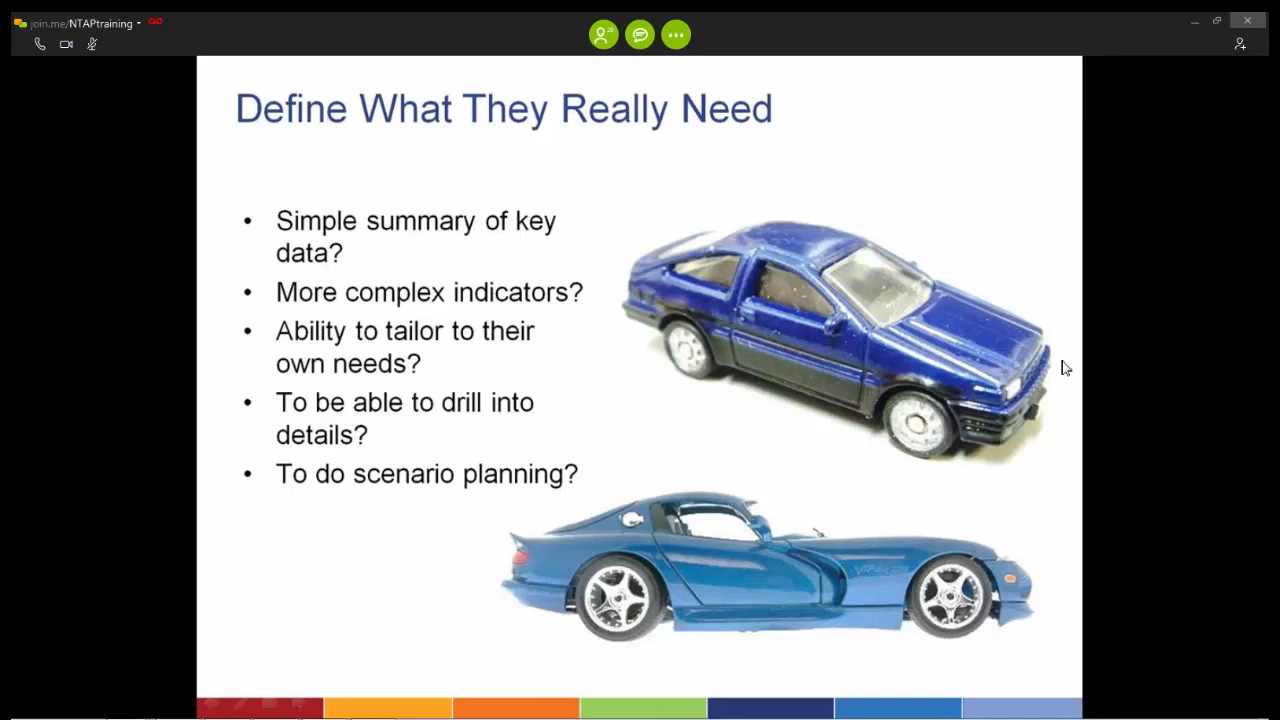 join.me/NTAPtraining
Define What They Really Need
• Simple summary of key
data?
• More complex indicators?
• Ability to tailor to their
own needs?
• To be able to drill into
details?
• To do scenario planning?